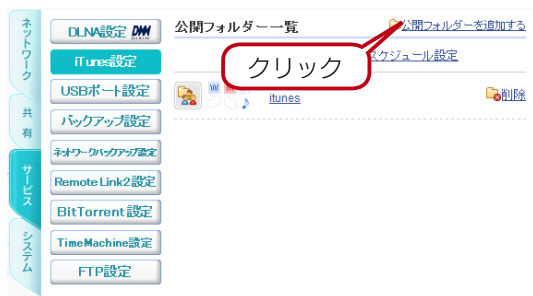 ネットワーク
共有
サービス
システム
DLNA設定
iTunes設定
USBポート設定
バックアップ設定
ネットワークバックアップ設定
Remote Link2設定
BitTorrent設定
TimeMachine設定
FTP設定
公開フォルダー一覧
公開フォルダーを追加する
スケジュール設定
クリック
itunes
削除